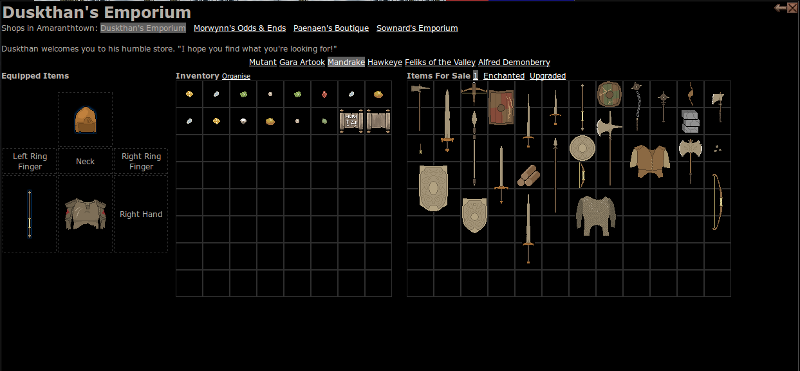 Duskthan's Emporium
Shops in Amaranthtown: Duskthan's Emporium Morwynn's Odds & Ends Paenaen's Boutique Sownard's Emporium
Duskthan welcomes you to his humble store. "I hope you find what you're looking for!"
Mutant Gara Artook Mandrake Hawkeye Feliks of the Valley Alfred Demonberry
Equipped Items
Inventory Organise
Items For Sale 1 Enchanted Upgraded
Left Ring Finger
Neck
Right Ring Finger
Right Hand